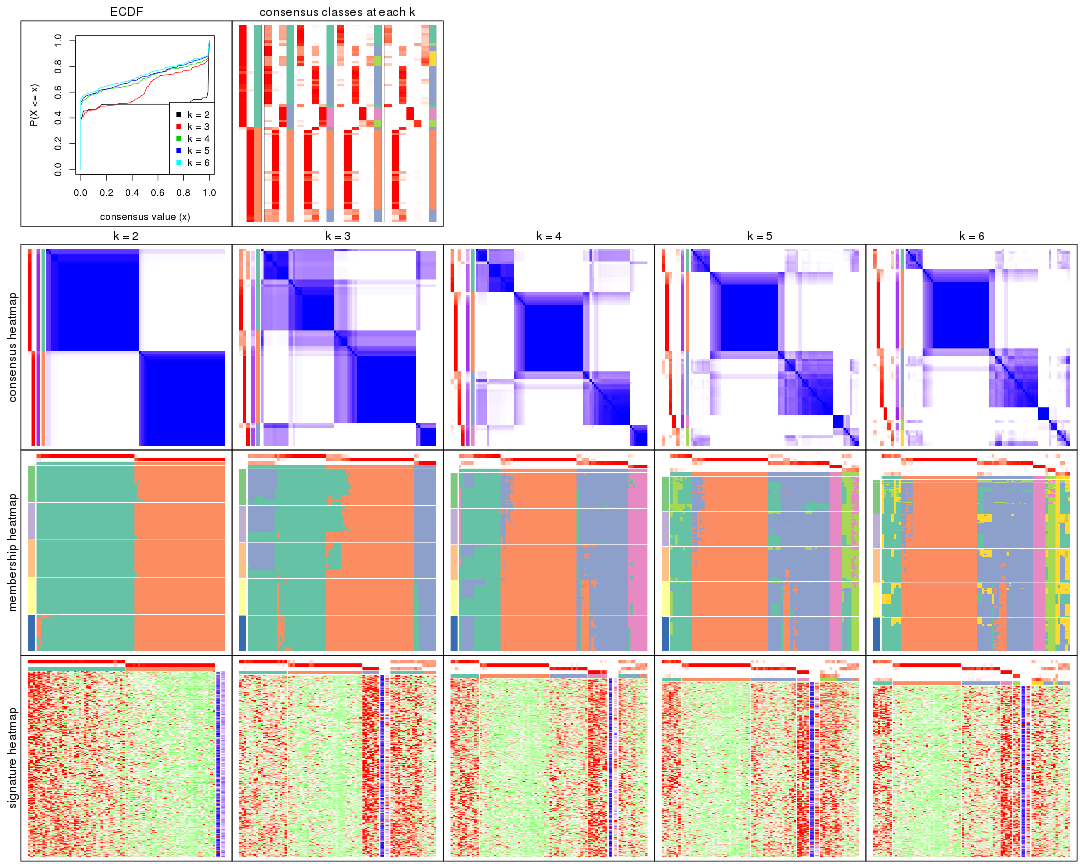 ECDF
consensus classes at each k
P(X <= x)
1.0
0.8
0.6
0.4
0.2
0.0
k = 2
k = 3
k = 4
k = 5
k = 6
0.0 0.2 0.4 0.6 0.8 1.0
consensus value (x)
k = 2 k = 3 k = 4 k = 5 k = 6
consensus heatmap
membership heatmap
signature heatmap